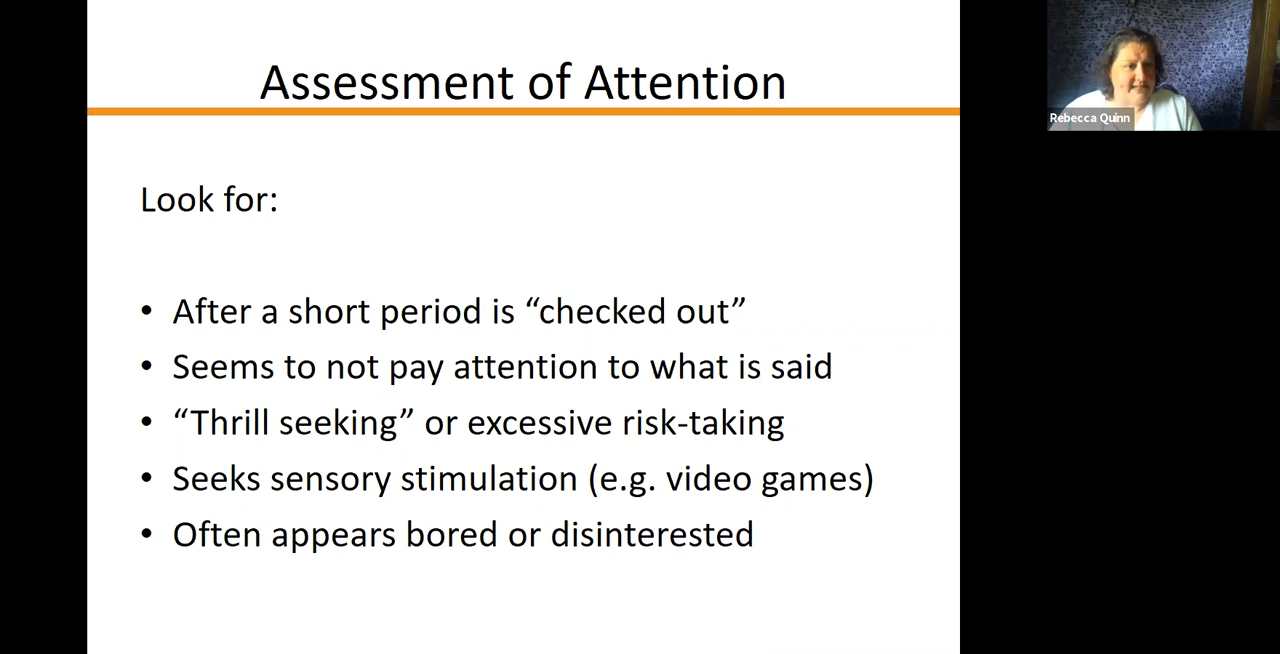 Assessment of Attention
Rebecca Quinn
Look for:
• After a short period is “checked out”
• Seems to not pay attention to what is said
• “Thrill seeking” or excessive risk-taking
• Seeks sensory stimulation (e.g. video games)
• Often appears bored or disinterested